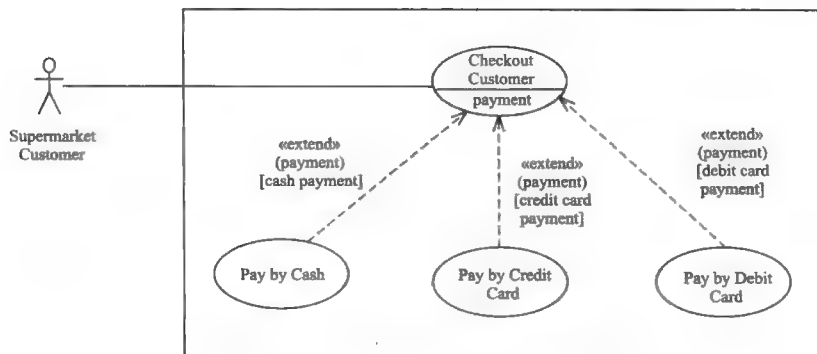 Checkout
Customer
payment
Supermarket
Customer
«extend»
(payment)
[cash payment]
«extend»
(payment)
[credit card
payment]
«extend»
(payment)
[debit card
payment]
Pay by Cash
Pay by Credit
Card
Pay by Debit
Card